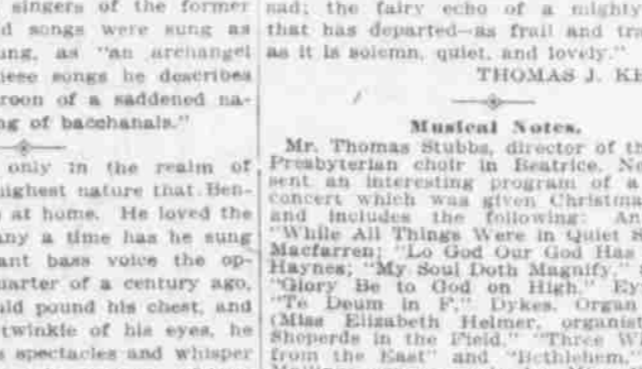 singers of the former
d songs were sung as
ung, as "an archangel
hese songs he describes
roon of a saddened na-
ng of bacchanals."
only in the realm of
highest nature that Ben-
at home. He loved the
any a time has he sung
ant bass voice the op-
uarter of a century ago,
uld pound his chest, and
twinkle of his eyes, he
s spectacles and whisper
sad; the fairy echo of a mighty
that has departed—as frail and tra
as it is solemn, quiet, and lovely."
THOMAS J. KE
Musical Notes.
Mr. Thomas Stubbs, director of th
Presbyterian choir in Beatrice, Ne
sent an interesting program of a
concert which was given Christma
and includes the following: An
"While All Things Were in Quiet S
Macfarren; "Lo God Our God Has
Haynes; "My Soul Doth Magnify,"
"Glory Be to God on High," Ey
"Te Deum in F," Dykes. Organ
(Miss Elizabeth Helmer, organist
Sheperds in the Field," "Three W
from the East" and "Bethlehem,"